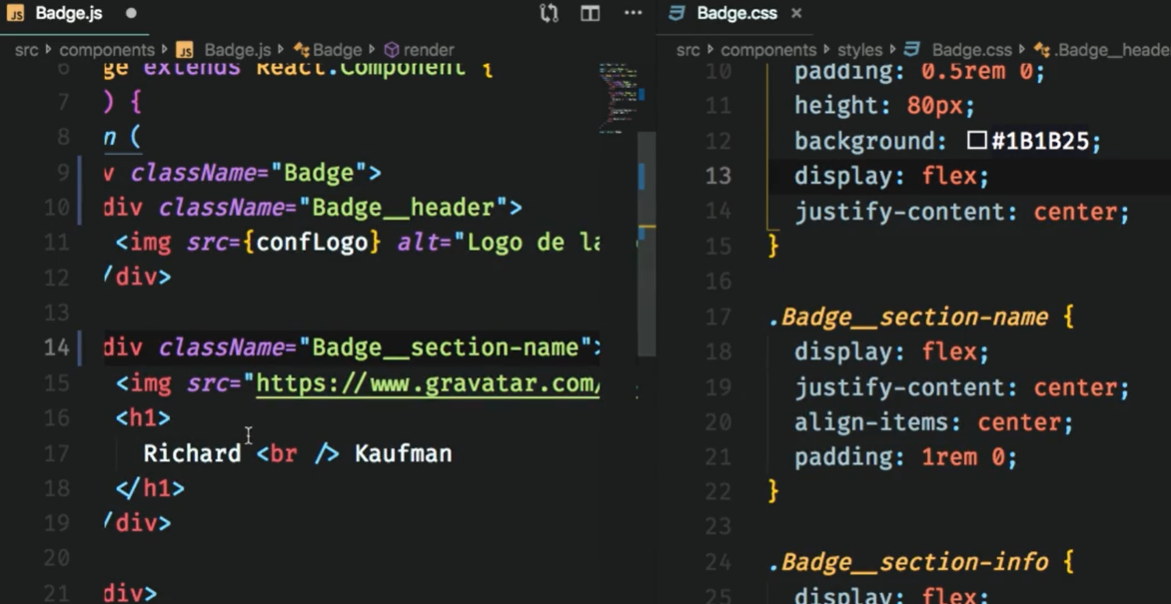 Badge.js
src components Badge.js Badge render
6 ge extends React.Component {
7 ) {
8 n (
9 v className="Badge">
10 div className="Badge__header">
11 <img src={confLogo} alt="Logo de la
12 /div>
13
14 div className="Badge__section-name">
15 <img src="https://www.gravatar.com/
16 <h1>
17 Richard <br /> Kaufman
18 </h1>
19 /div>
20
21 div>
Badge.css ×
src components styles Badge.css .Badge__heade
10 padding: 0.5rem 0;
11 height: 80px;
12 background: #1B1B25;
13 display: flex;
14 justify-content: center;
15 }
16
17 .Badge__section-name {
18 display: flex;
19 justify-content: center;
20 align-items: center;
21 padding: 1rem 0;
22 }
23
24 .Badge__section-info {
25 display: flex;